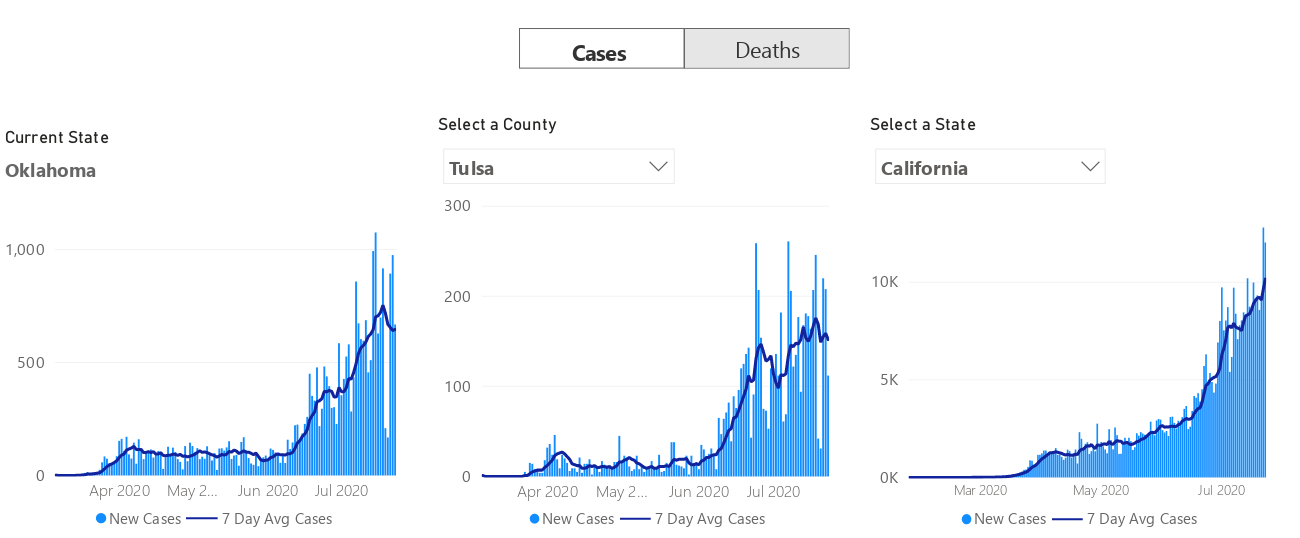 Cases Deaths
Current State
Oklahoma
1,000
500
0
Apr 2020 May 2... Jun 2020 Jul 2020
New Cases 7 Day Avg Cases
Select a County
Tulsa
300
200
100
0
Apr 2020 May 2... Jun 2020 Jul 2020
New Cases 7 Day Avg Cases
Select a State
California
10K
5K
0K
Mar 2020 May 2020 Jul 2020
New Cases 7 Day Avg Cases